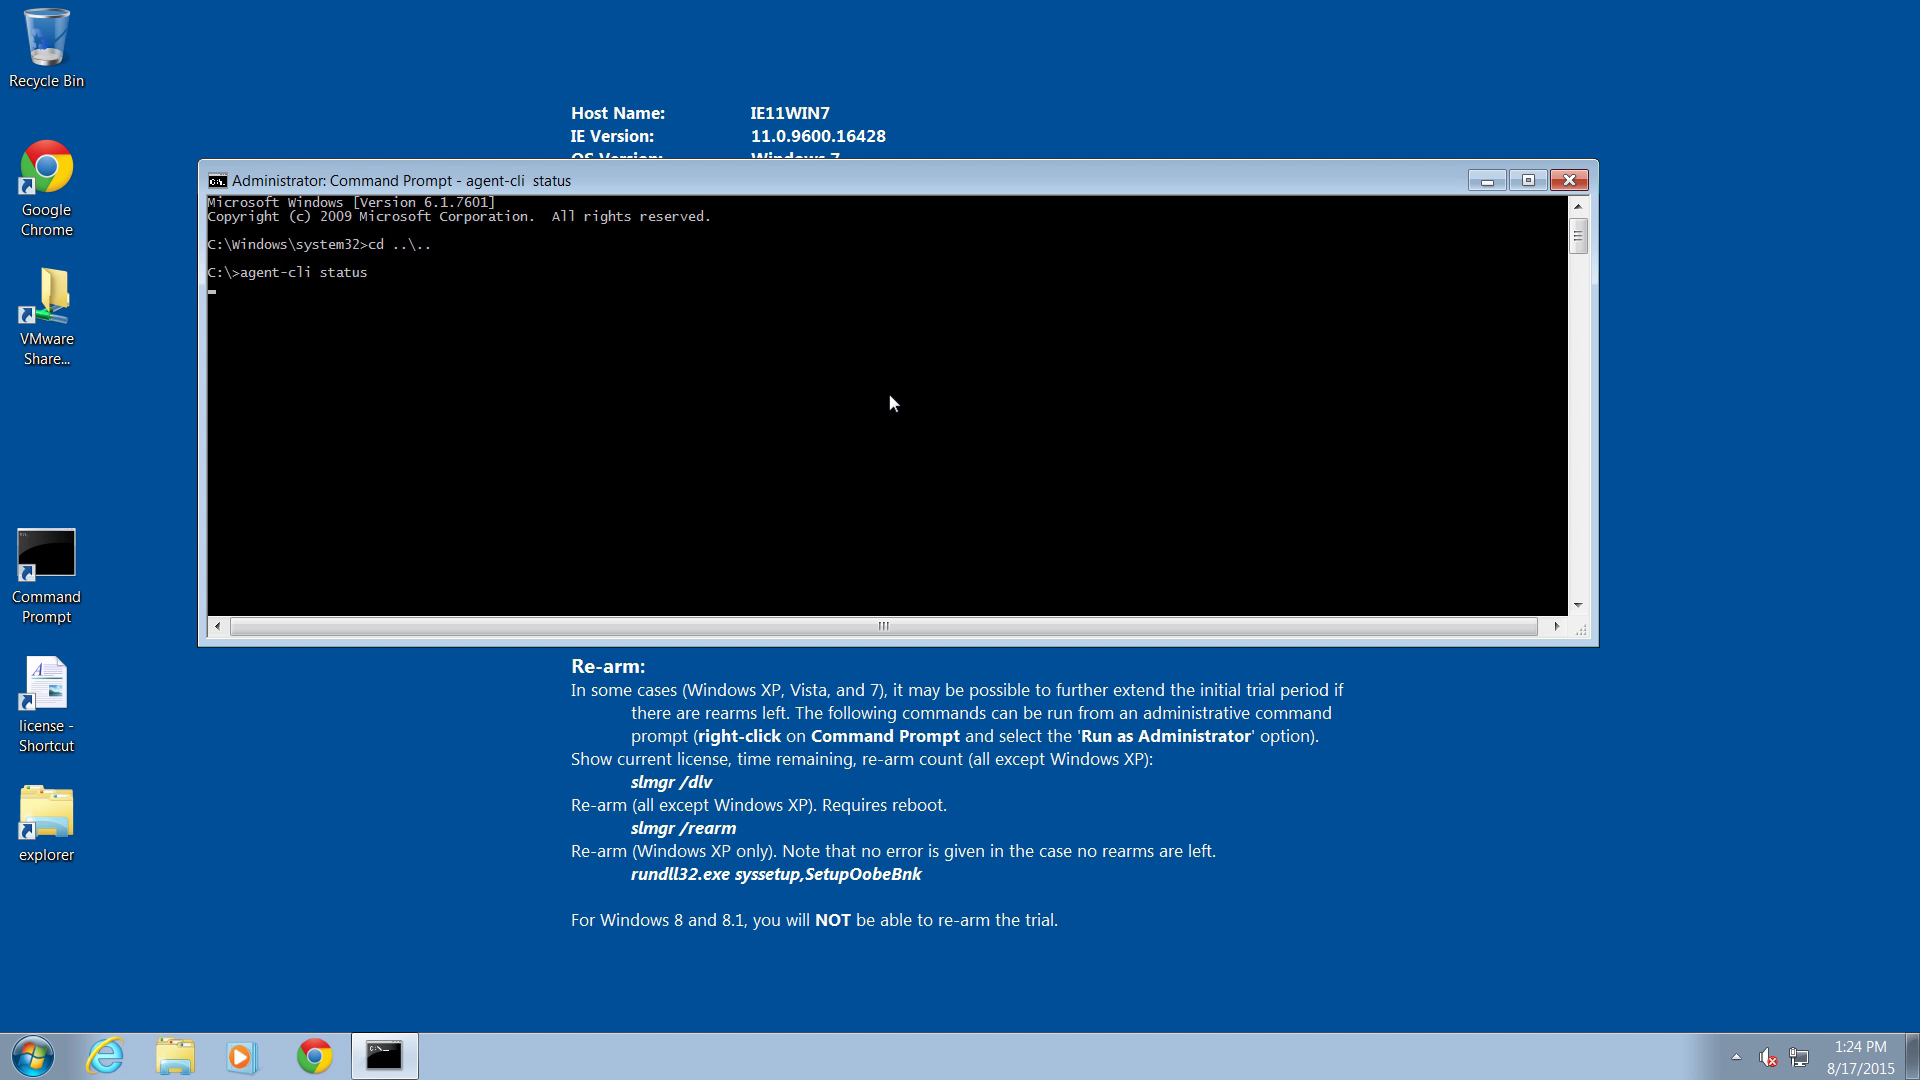 Recycle Bin
Google
Chrome
VMware
Share...
Command
Prompt
license -
Shortcut
explorer
Host Name: IE11WIN7
IE Version: 11.0.9600.16428
OS Version: Windows 7
Administrator: Command Prompt - agent-cli  status
Microsoft Windows [Version 6.1.7601]
Copyright (c) 2009 Microsoft Corporation.  All rights reserved.
C:\Windows\system32>cd ..\..
C:\>agent-cli status
Re-arm:
In some cases (Windows XP, Vista, and 7), it may be possible to further extend the initial trial period if
there are rearms left. The following commands can be run from an administrative command
prompt (right-click on Command Prompt and select the 'Run as Administrator' option).
Show current license, time remaining, re-arm count (all except Windows XP):
slmgr /dlv
Re-arm (all except Windows XP). Requires reboot.
slmgr /rearm
Re-arm (Windows XP only). Note that no error is given in the case no rearms are left.
rundll32.exe syssetup,SetupOobeBnk
For Windows 8 and 8.1, you will NOT be able to re-arm the trial.
1:24 PM
8/17/2015